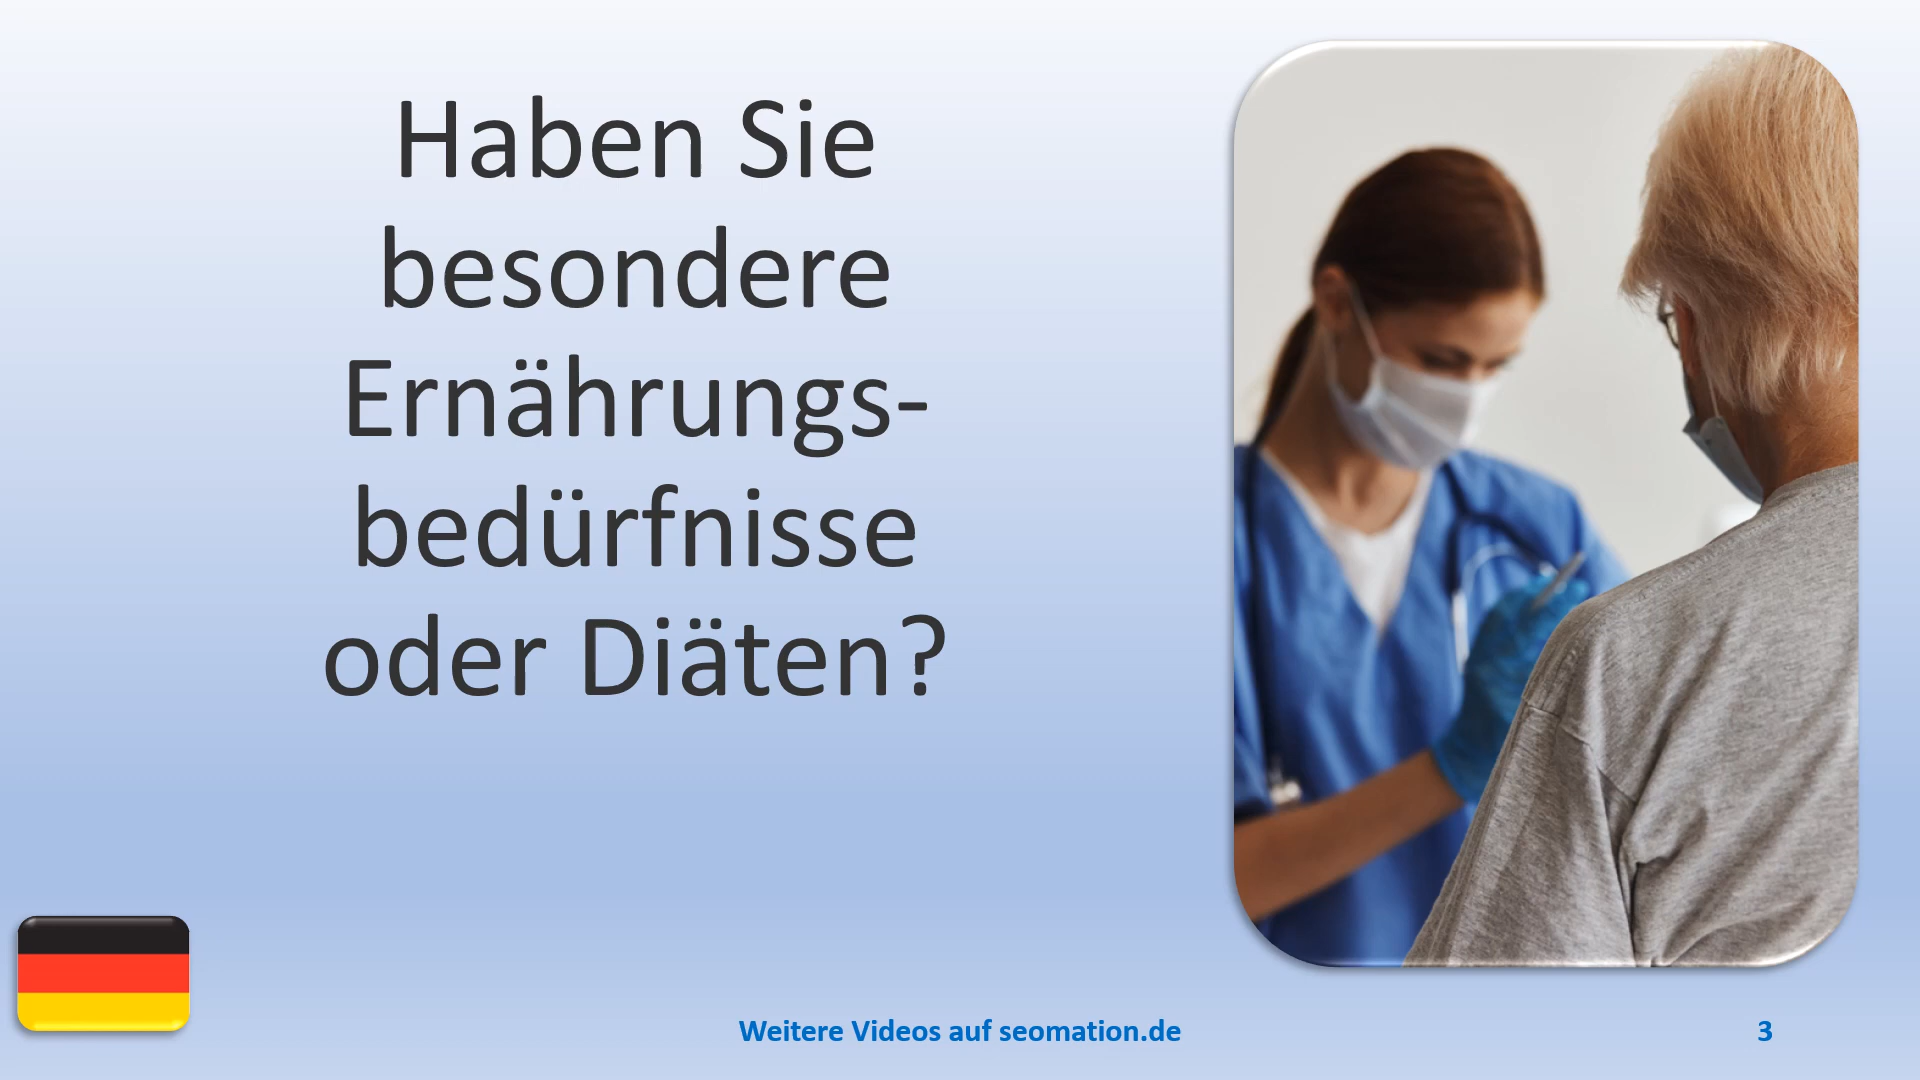 Haben Sie
besondere
Ernährungs-
bedürfnisse
oder Diäten?
Weitere Videos auf seomation.de
3